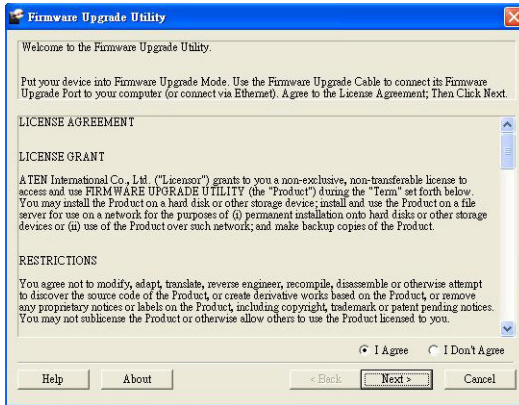 Firmware Upgrade Utility
Welcome to the Firmware Upgrade Utility.
Put your device into Firmware Upgrade Mode. Use the Firmware Upgrade Cable to connect its Firmware
Upgrade Port to your computer (or connect via Ethernet). Agree to the License Agreement; Then Click Next.
LICENSE AGREEMENT
LICENSE GRANT
ATEN International Co., Ltd. ("Licensor") grants to you a non-exclusive, non-transferable license to
access and use FIRMWARE UPGRADE UTILITY (the "Product") during the "Term" set forth below.
You may install the Product on a hard disk or other storage device; install and use the Product on a file
server for use on a network for the purposes of (i) permanent installation onto hard disks or other storage
devices or (ii) use of the Product over such network; and make backup copies of the Product.
RESTRICTIONS
You agree not to modify, adapt, translate, reverse engineer, recompile, disassemble or otherwise attempt
to discover the source code of the Product, or create derivative works based on the Product, or remove
any proprietary notices or labels on the Product, including copyright, trademark or patent pending notices.
You may not sublicense the Product or otherwise allow others to use the Product licensed to you.
I Agree I Don't Agree
Help About < Back Next > Cancel